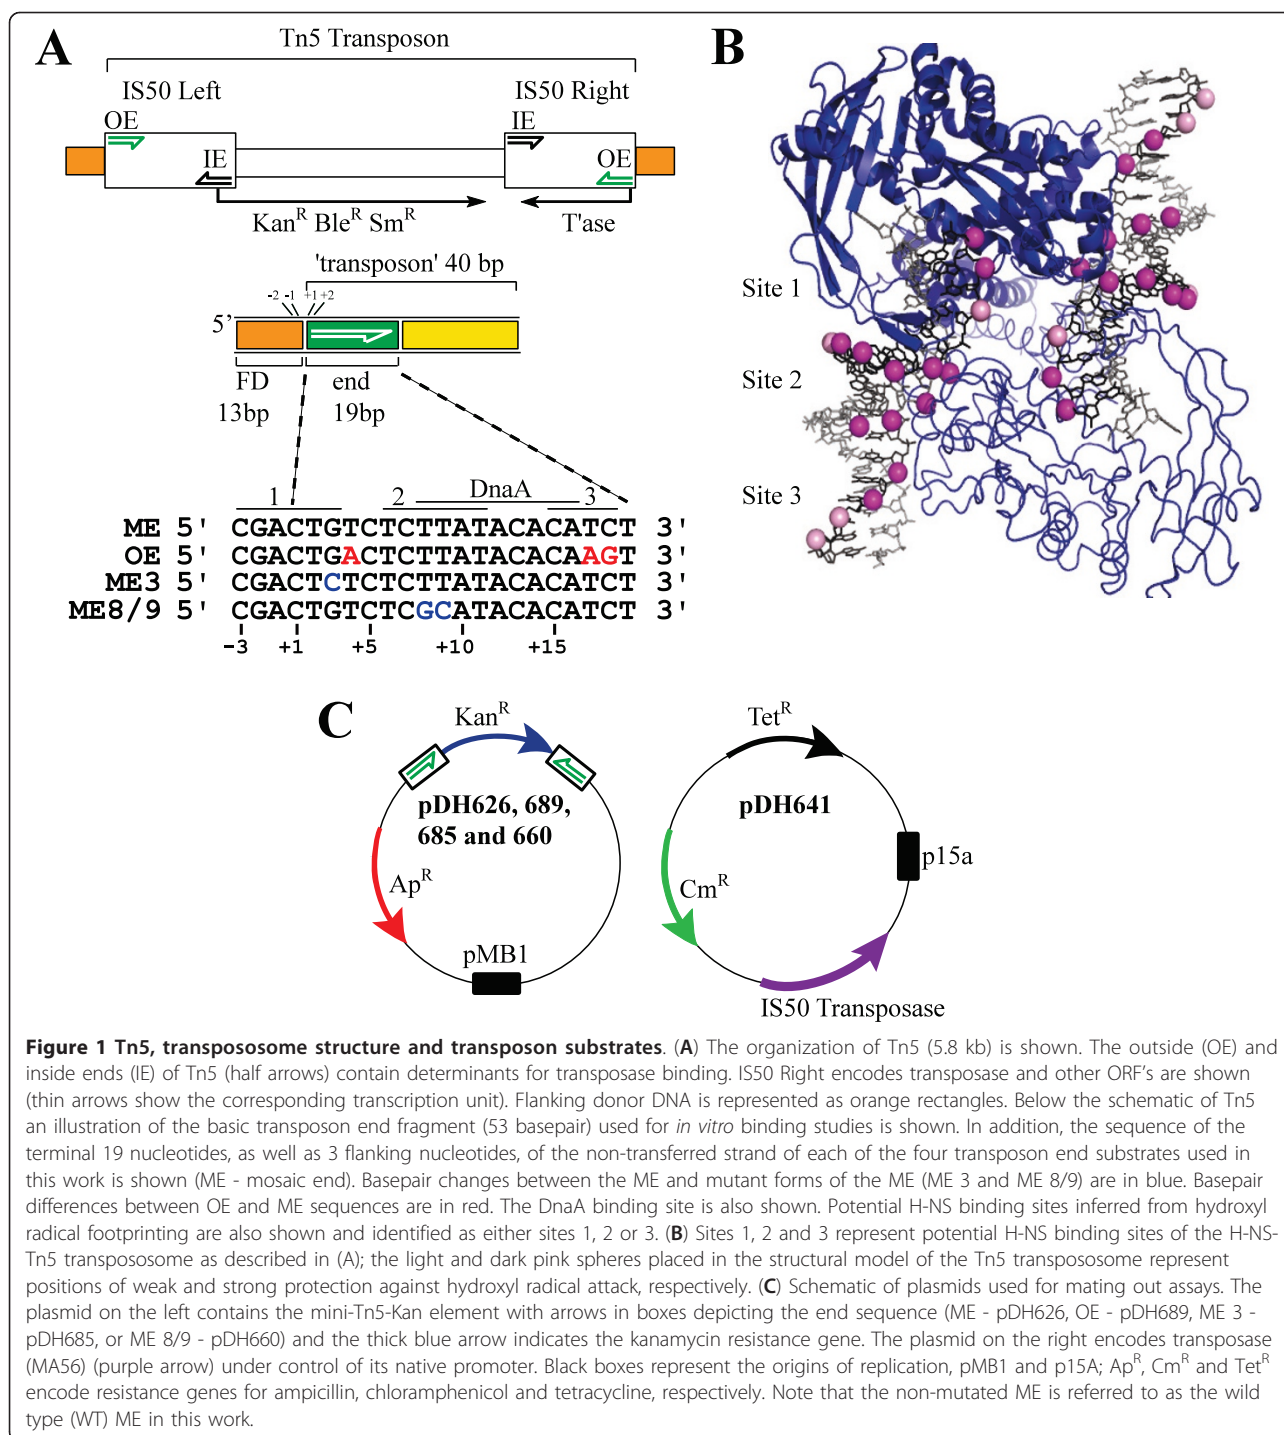 A
Tn5 Transposon
IS50 Left
IS50 Right
OE
IE
IE
OE
Kan^R Ble^R Sm^R
T'ase
'transposon' 40 bp
-2 -1 +1 +2
5’
FD
end
13bp
19bp
1 2 DnaA 3
ME 5' CGACTGTCTCTTATACACATCT 3'
OE 5' CGACTGACTCTTATACACAAGT 3'
ME3 5' CGACTCTCTCTTATACACATCT 3'
ME8/9 5' CGACTGTCTCGCATACACATCT 3'
-3 +1 +5 +10 +15
B
Site 1
Site 2
Site 3
C
Kan^R
pDH626, 689,
685 and 660
Ap^R
pMB1
Tet^R
pDH641
p15a
Cm^R
IS50 Transposase
Figure 1 Tn5, transpososome structure and transposon substrates. (A) The organization of Tn5 (5.8 kb) is shown. The outside (OE) and
inside ends (IE) of Tn5 (half arrows) contain determinants for transposase binding. IS50 Right encodes transposase and other ORF's are shown
(thin arrows show the corresponding transcription unit). Flanking donor DNA is represented as orange rectangles. Below the schematic of Tn5
an illustration of the basic transposon end fragment (53 basepair) used for in vitro binding studies is shown. In addition, the sequence of the
terminal 19 nucleotides, as well as 3 flanking nucleotides, of the non-transferred strand of each of the four transposon end substrates used in
this work is shown (ME - mosaic end). Basepair changes between the ME and mutant forms of the ME (ME 3 and ME 8/9) are in blue. Basepair
differences between OE and ME sequences are in red. The DnaA binding site is also shown. Potential H-NS binding sites inferred from hydroxyl
radical footprinting are also shown and identified as either sites 1, 2 or 3. (B) Sites 1, 2 and 3 represent potential H-NS binding sites of the H-NS-
Tn5 transpososome as described in (A); the light and dark pink spheres placed in the structural model of the Tn5 transpososome represent
positions of weak and strong protection against hydroxyl radical attack, respectively. (C) Schematic of plasmids used for mating out assays. The
plasmid on the left contains the mini-Tn5-Kan element with arrows in boxes depicting the end sequence (ME - pDH626, OE - pDH689, ME 3 -
pDH685, or ME 8/9 - pDH660) and the thick blue arrow indicates the kanamycin resistance gene. The plasmid on the right encodes transposase
(MA56) (purple arrow) under control of its native promoter. Black boxes represent the origins of replication, pMB1 and p15A; Ap^R, Cm^R and Tet^R
encode resistance genes for ampicillin, chloramphenicol and tetracycline, respectively. Note that the non-mutated ME is referred to as the wild
type (WT) ME in this work.